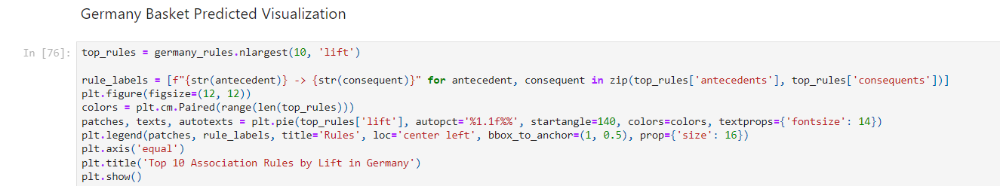 Germany Basket Predicted Visualization
In [76]: top_rules = germany_rules.nlargest(10, 'lift')
rule_labels = [f"{str(antecedent)} -> {str(consequent)}" for antecedent, consequent in zip(top_rules['antecedents'], top_rules['consequents'])]
plt.figure(figsize=(12, 12))
colors = plt.cm.Paired(range(len(top_rules)))
patches, texts, autotexts = plt.pie(top_rules['lift'], autopct='%1.1f%%', startangle=140, colors=colors, textprops={'fontsize': 14})
plt.legend(patches, rule_labels, title='Rules', loc='center left', bbox_to_anchor=(1, 0.5), prop={'size': 16})
plt.axis('equal')
plt.title('Top 10 Association Rules by Lift in Germany')
plt.show()